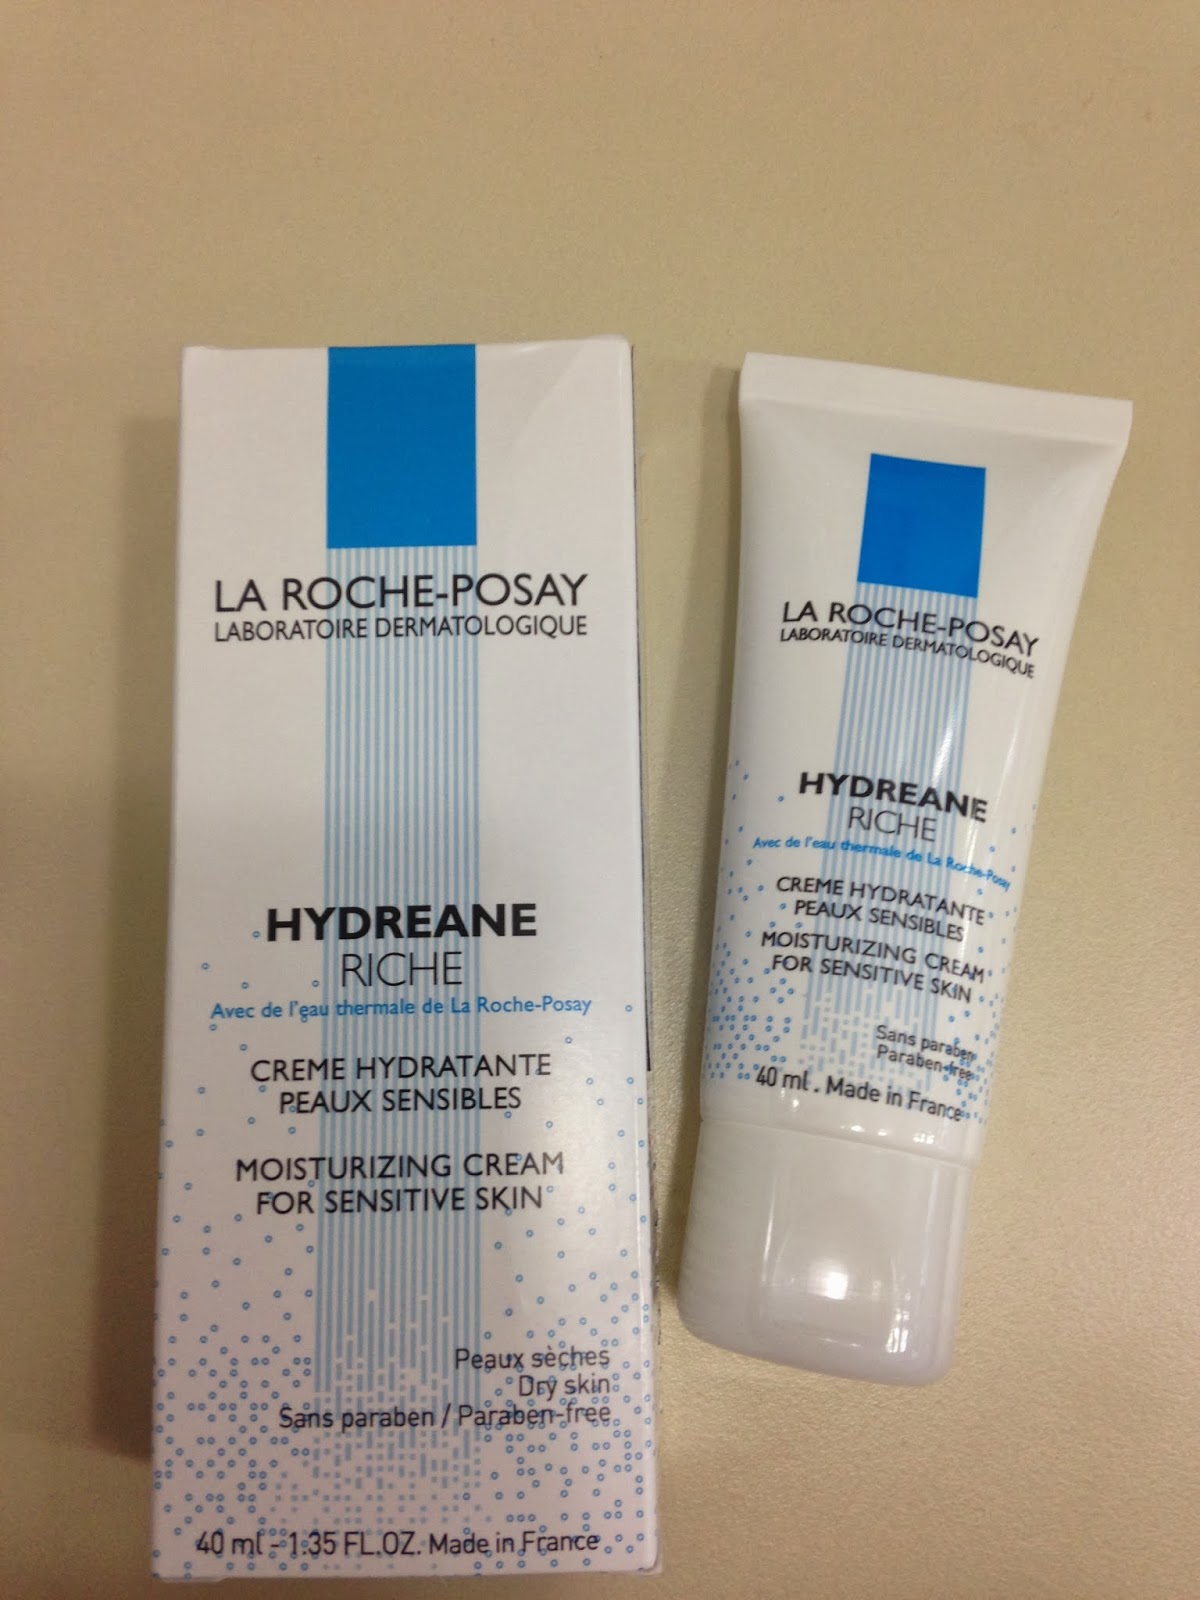 LA ROCHE-POSAY
LABORATOIRE DERMATOLOGIQUE
HYDREANE
RICHE
Avec de l'eau thermale de La Roche-Posay
CREME HYDRATANTE
PEAUX SENSIBLES
MOISTURIZING CREAM
FOR SENSITIVE SKIN
Peaux sèches
Dry skin
Sans paraben / Paraben-free
40 ml - 1.35 FL.OZ. Made in France
LA ROCHE-POSAY
LABORATOIRE DERMATOLOGIQUE
HYDREANE
RICHE
Avec de l'eau thermale de La Roche-Posay
CREME HYDRATANTE
PEAUX SENSIBLES
MOISTURIZING CREAM
FOR SENSITIVE SKIN
Sans paraben
Paraben-free
40 ml . Made in France